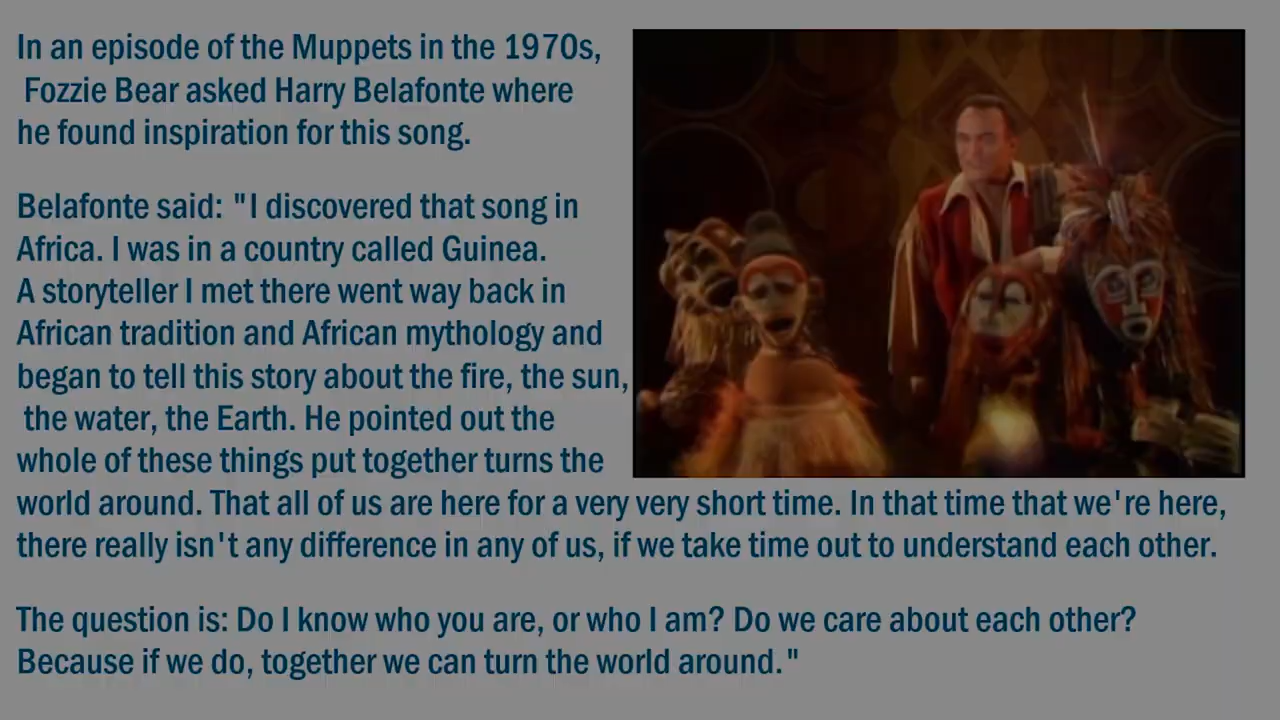 In an episode of the Muppets in the 1970s,
Fozzie Bear asked Harry Belafonte where
he found inspiration for this song.
Belafonte said: "I discovered that song in
Africa. I was in a country called Guinea.
A storyteller I met there went way back in
African tradition and African mythology and
began to tell this story about the fire, the sun,
the water, the Earth. He pointed out the
whole of these things put together turns the
world around. That all of us are here for a very very short time. In that time that we're here,
there really isn't any difference in any of us, if we take time out to understand each other.
The question is: Do I know who you are, or who I am? Do we care about each other?
Because if we do, together we can turn the world around."